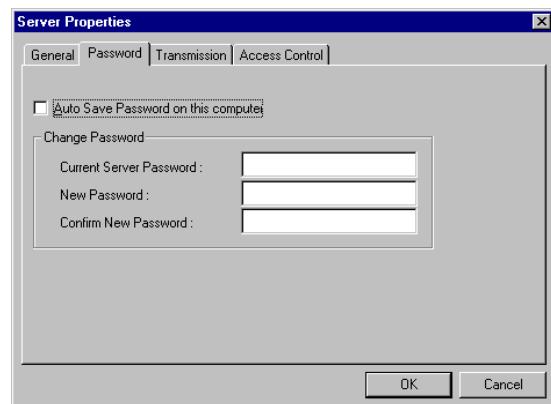 Server Properties
General Password Transmission Access Control
Auto Save Password on this computer
Change Password
Current Server Password :
New Password :
Confirm New Password :
OK Cancel